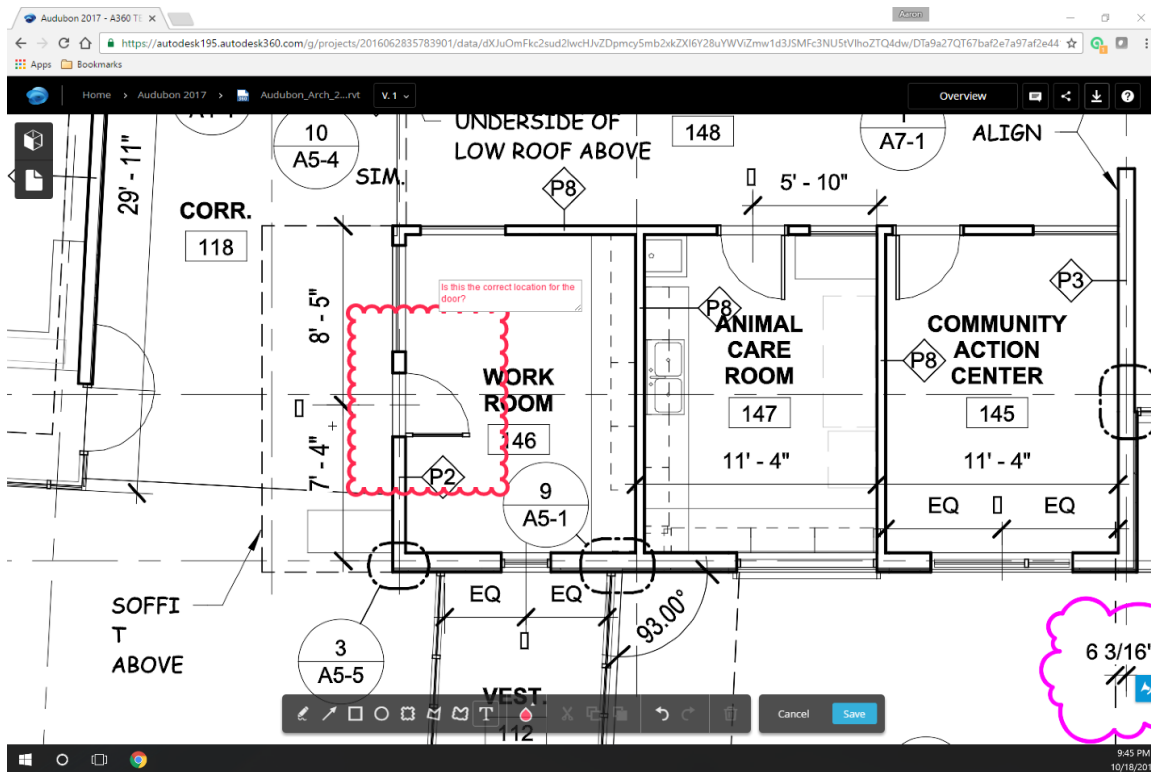 Audubon 2017 - A360 TE
Aaron
https://autodesk195.autodesk360.com/g/projects/2016062835783901/data/
Apps
Bookmarks
Home > Audubon 2017 > Audubon_Arch_2...rvt
V. 1
Overview
UNDERSIDE OF
LOW ROOF ABOVE
148
10
A5-4
SIM.
A7-1
ALIGN
29' - 11"
CORR.
118
P8
5' - 10"
P3
Is this the correct location for the
door?
8' - 5"
P8
ANIMAL
CARE
ROOM
147
11' - 4"
COMMUNITY
ACTION
CENTER
145
11' - 4"
P8
WORK
ROOM
146
7' - 4"
P2
9
A5-1
EQ
EQ
SOFFI
T
ABOVE
EQ
EQ
93.00°
3
A5-5
6 3/16"
VEST.
112
T
Cancel
Save
9:45 PM
10/18/201